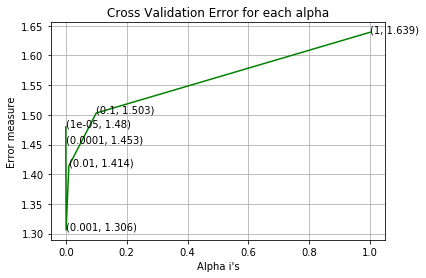 Cross Validation Error for each alpha
1.65
(1, 1.639)
1.60
1.55
(0.1, 1.503)
1.50
(1e-05, 1.48)
(0.0001, 1.453)
1.45
(0.01, 1.414)
1.40
1.35
(0.001, 1.306)
1.30
Error measure
0.0 0.2 0.4 0.6 0.8 1.0
Alpha i's